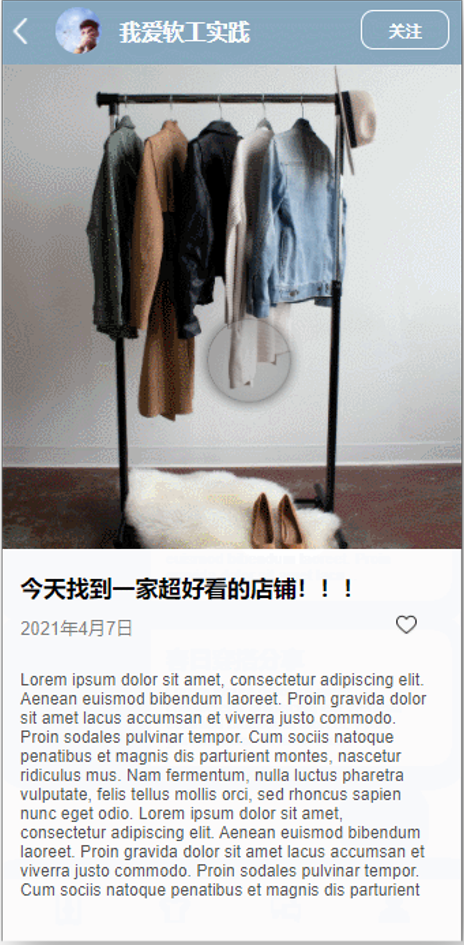 我爱软工实践
关注
今天找到一家超好看的店铺！！！
2021年4月7日
Lorem ipsum dolor sit amet, consectetur adipiscing elit.
Aenean euismod bibendum laoreet. Proin gravida dolor
sit amet lacus accumsan et viverra justo commodo.
Proin sodales pulvinar tempor. Cum sociis natoque
penatibus et magnis dis parturient montes, nascetur
ridiculus mus. Nam fermentum, nulla luctus pharetra
vulputate, felis tellus mollis orci, sed rhoncus sapien
nunc eget odio. Lorem ipsum dolor sit amet,
consectetur adipiscing elit. Aenean euismod bibendum
laoreet. Proin gravida dolor sit amet lacus accumsan et
viverra justo commodo. Proin sodales pulvinar tempor.
Cum sociis natoque penatibus et magnis dis parturient